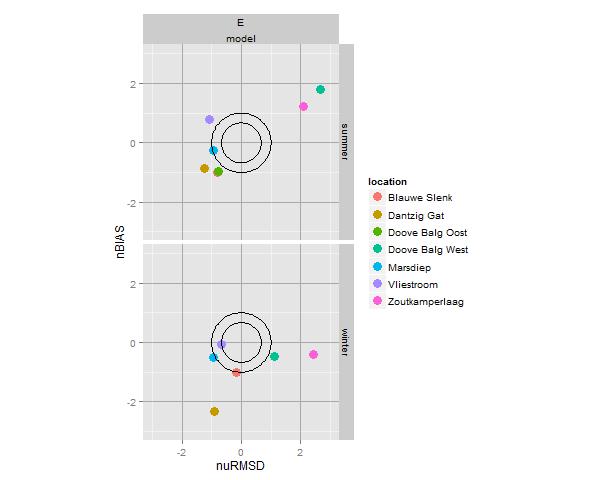 E
model
2
0
-2
summer
nBIAS
2
0
-2
winter
-2
0
2
nuRMSD
location
Blauwe Slenk
Dantzig Gat
Doove Balg Oost
Doove Balg West
Marsdiep
Vliestroom
Zoutkamperlaag